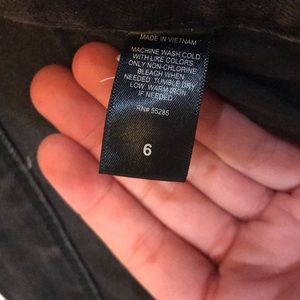 MADE IN VIETNAM
MACHINE WASH COLD
WITH LIKE COLORS.
ONLY NON-CHLORINE
BLEACH WHEN
NEEDED. TUMBLE DRY
LOW. WARM IRON
IF NEEDED.
RN# 55285
6